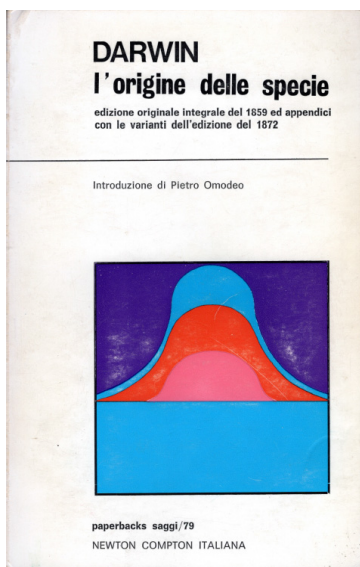 DARWIN
l'origine delle specie
edizione originale integrale del 1859 ed appendici
con le varianti dell'edizione del 1872
Introduzione di Pietro Omodeo
paperbacks saggi/79
NEWTON COMPTON ITALIANA